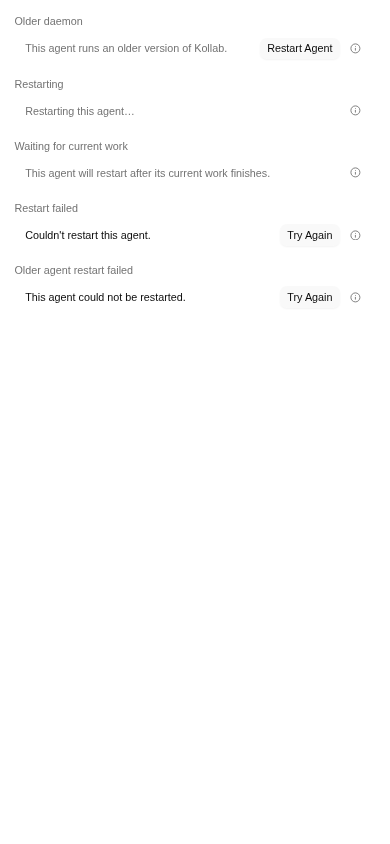 Older daemon
This agent runs an older version of Kollab. Restart Agent
Restarting
Restarting this agent…
Waiting for current work
This agent will restart after its current work finishes.
Restart failed
Couldn't restart this agent. Try Again
Older agent restart failed
This agent could not be restarted. Try Again